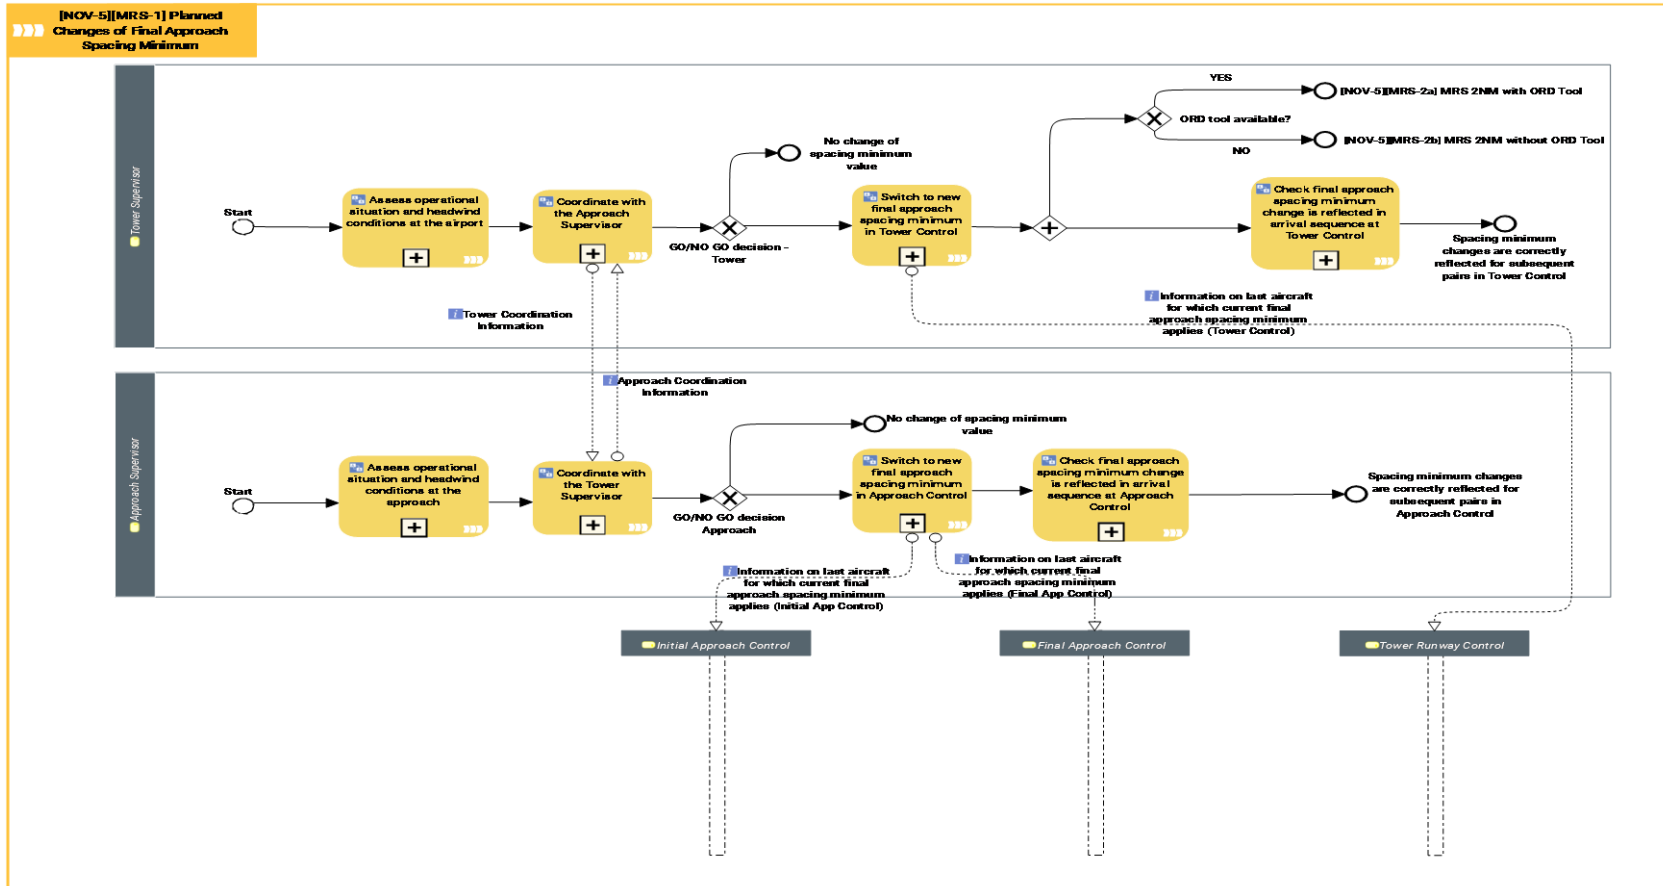 [NOV-5][MRS-1] Planned
Changes of Final Approach
Spacing Minimum
Tower Supervisor
Start
Assess operational
situation and headwind
conditions at the airport
Coordinate with
the Approach
Supervisor
GO/NO GO decision -
Tower
No change of
spacing minimum
value
Switch to new
final approach
spacing minimum
in Tower Control
YES
[NOV-5][MRS-2a] MRS 2NM with ORD Tool
ORD tool available?
NO
[NOV-5][MRS-2b] MRS 2NM without ORD Tool
Check final approach
spacing minimum
change is reflected in
arrival sequence at
Tower Control
Spacing minimum
changes are correctly
reflected for subsequent
pairs in Tower Control
Tower Coordination
Information
Information on last aircraft
for which current final
approach spacing minimum
applies (Tower Control)
Approach Coordination
Information
Approach Supervisor
Start
Assess operational
situation and headwind
conditions at the
approach
Coordinate with
the Tower
Supervisor
GO/NO GO decision
Approach
No change of spacing minimum
value
Switch to new
final approach
spacing minimum
in Approach Control
Check final approach
spacing minimum change
is reflected in arrival
sequence at Approach
Control
Spacing minimum changes
are correctly reflected for
subsequent pairs in
Approach Control
Information on last aircraft
for which current final
approach spacing minimum
applies (Initial App Control)
Information on last aircraft
for which current final
approach spacing minimum
applies (Final App Control)
Initial Approach Control
Final Approach Control
Tower Runway Control